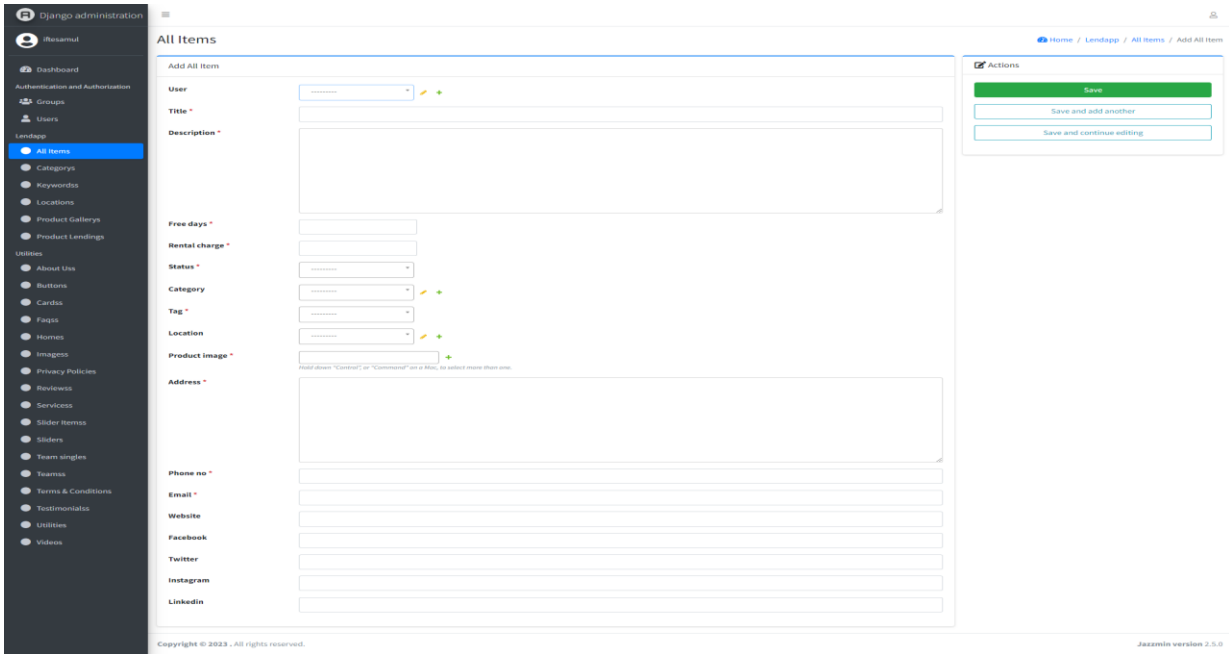 Django administration
iResamul
Dashboard
Authentication and Authorization
Groups
Users
Lendapp
All Items
Categorys
Keywordss
Locations
Product Gallerys
Product Lendings
Utilities
About Uss
Buttons
Cardss
Faqss
Homes
Imagess
Privacy Policies
Reviewss
Servicess
Slider Itemss
Sliders
Team singles
Teamss
Terms & Conditions
Testimonialss
Utilities
Videos
All Items
Home / Lendapp / All Items / Add All Item
Add All Item
User
---------
Title *
Description *
Free days *
Rental charge *
Status *
---------
Category
---------
Tag *
---------
Location
---------
Product image *
Hold down "Control", or "Command" on a Mac, to select more than one.
Address *
Phone no *
Email *
Website
Facebook
Twitter
Instagram
Linkedin
Actions
Save
Save and add another
Save and continue editing
Copyright © 2023 . All rights reserved.
Jazzmin version 2.5.0